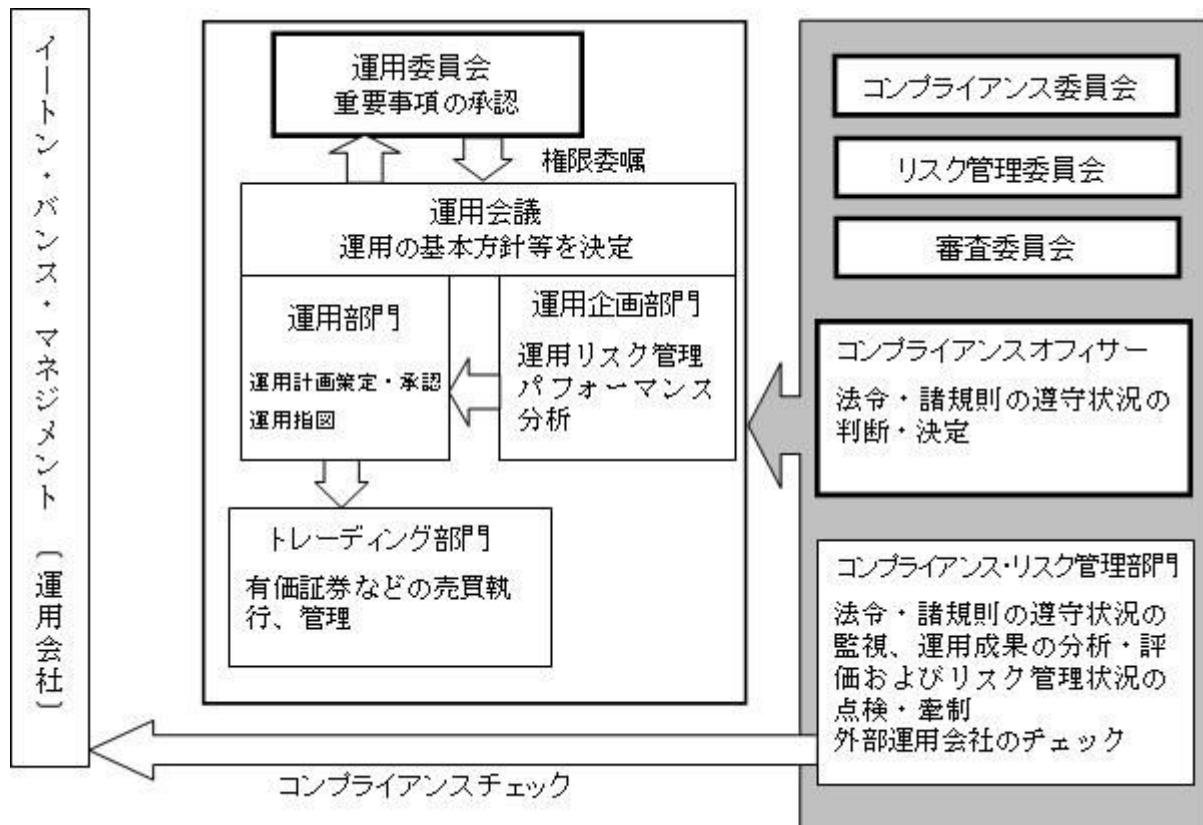 イートン・バンス・マネジメント〔運用会社〕
運用委員会
重要事項の承認
権限委嘱
運用会議
運用の基本方針等を決定
運用部門
運用計画策定・承認
運用指図
運用企画部門
運用リスク管理
パフォーマンス
分析
トレーディング部門
有価証券などの売買執
行、管理
コンプライアンス委員会
リスク管理委員会
審査委員会
コンプライアンスオフィサー
法令・諸規則の遵守状況の
判断・決定
コンプライアンス・リスク管理部門
法令・諸規則の遵守状況の
監視、運用成果の分析・評
価およびリスク管理状況の
点検・牽制
外部運用会社のチェック
コンプライアンスチェック